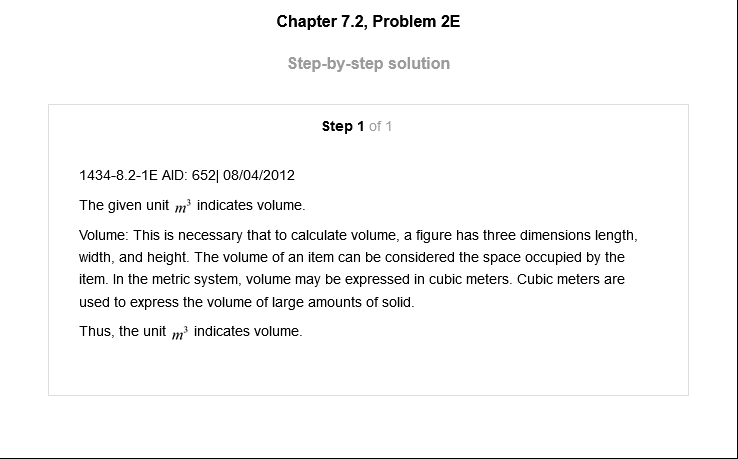 Chapter 7.2, Problem 2E
Step-by-step solution
Step 1 of 1
1434-8.2-1E AID: 652| 08/04/2012
The given unit m³ indicates volume.
Volume: This is necessary that to calculate volume, a figure has three dimensions length,
width, and height. The volume of an item can be considered the space occupied by the
item. In the metric system, volume may be expressed in cubic meters. Cubic meters are
used to express the volume of large amounts of solid.
Thus, the unit m³ indicates volume.